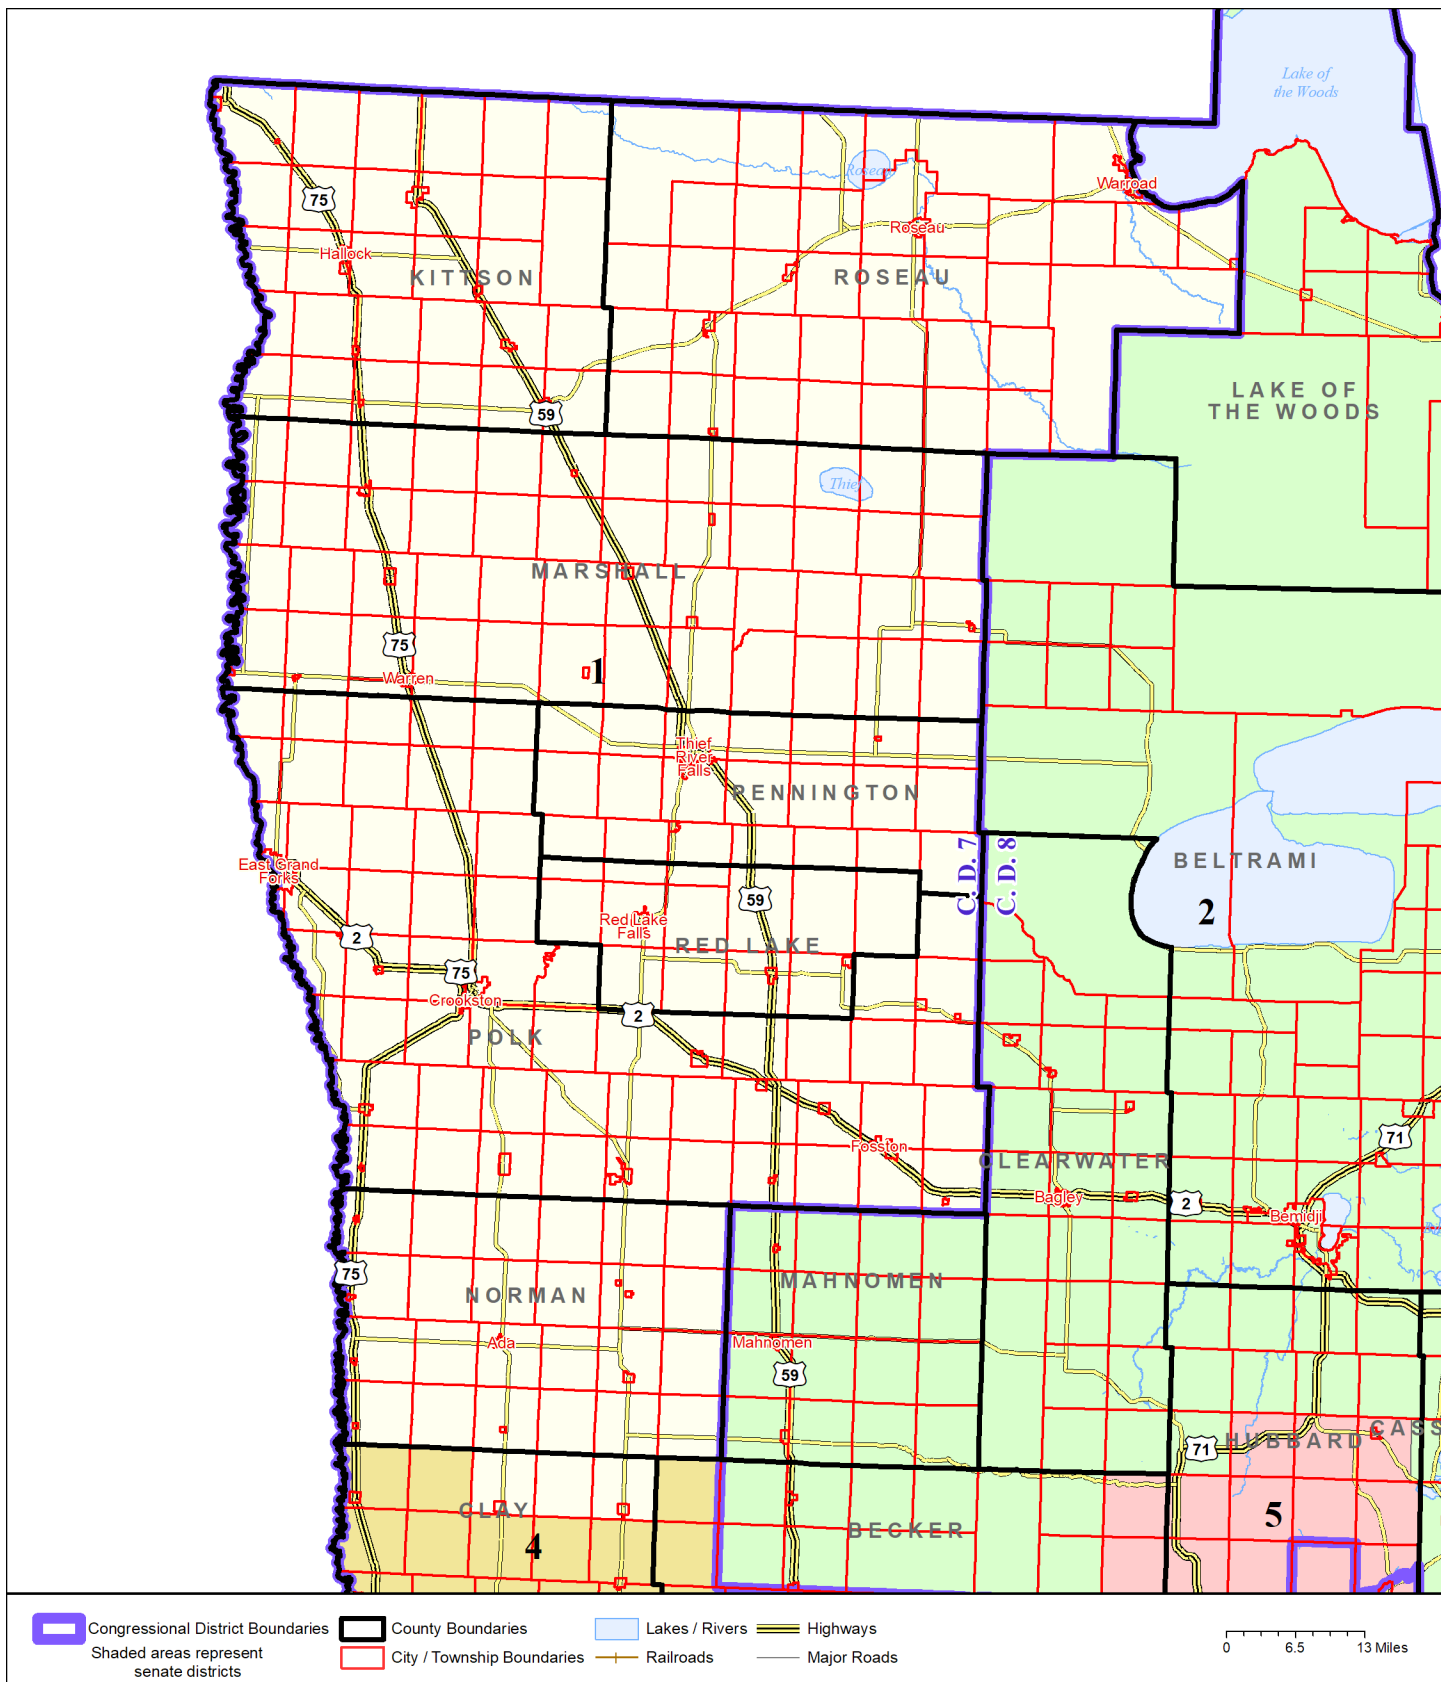 Lake of
the Woods
Roseau
Warroad
75
Roseau
Hallock
KITTSON
ROSEAU
LAKE OF
THE WOODS
59
Thief
MARSHALL
75
1
Warren
Thief
River
Falls
PENNINGTON
C. D. 7
C. D. 8
BELTRAMI
East Grand
Forks
59
2
Red Lake
Falls
2
RED LAKE
75
Crookston
2
POLK
71
Fosston
CLEARWATER
Bagley
2
Bemidji
75
MAHNOMEN
NORMAN
Ada
Mahnomen
59
CASS
HUBBARD
71
CLAY
5
BECKER
4
Congressional District Boundaries
County Boundaries
Lakes / Rivers
Highways
Shaded areas represent
senate districts
City / Township Boundaries
Railroads
Major Roads
0 6.5 13 Miles